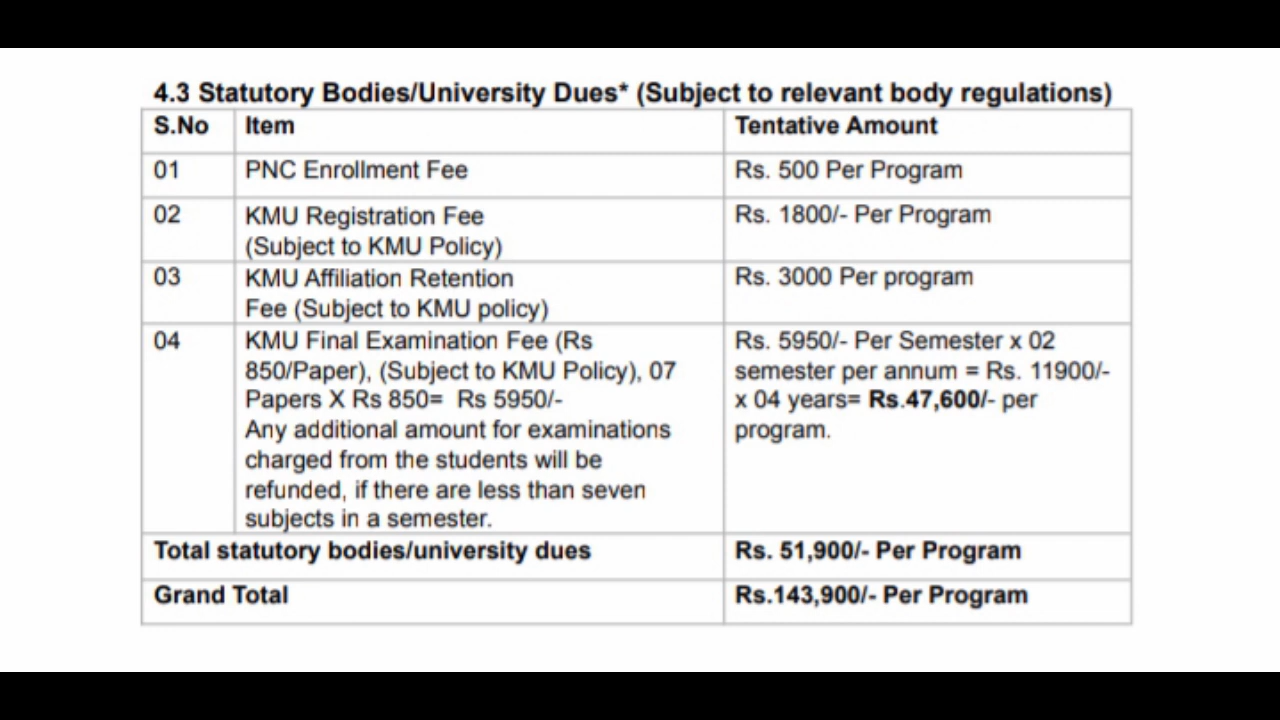 4.3 Statutory Bodies/University Dues* (Subject to relevant body regulations)
S.No Item Tentative Amount
01 PNC Enrollment Fee Rs. 500 Per Program
02 KMU Registration Fee Rs. 1800/- Per Program
(Subject to KMU Policy)
03 KMU Affiliation Retention Rs. 3000 Per program
Fee (Subject to KMU policy)
04 KMU Final Examination Fee (Rs Rs. 5950/- Per Semester x 02
850/Paper), (Subject to KMU Policy), 07 semester per annum = Rs. 11900/-
Papers X Rs 850= Rs 5950/- x 04 years= Rs.47,600/- per
Any additional amount for examinations program.
charged from the students will be
refunded, if there are less than seven
subjects in a semester.
Total statutory bodies/university dues Rs. 51,900/- Per Program
Grand Total Rs.143,900/- Per Program